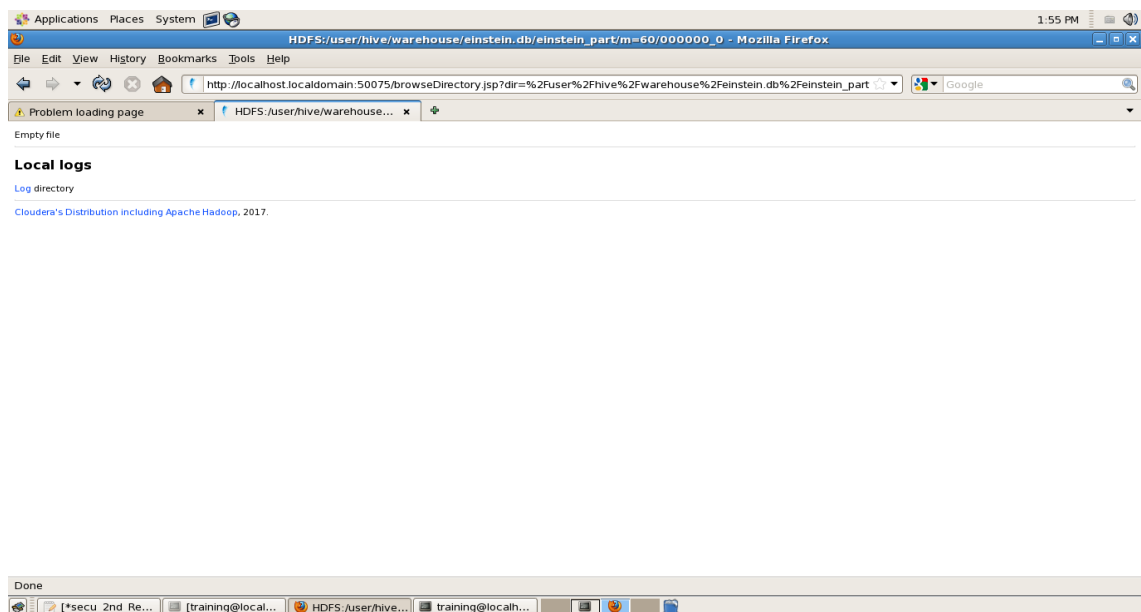 Applications Places System 1:55 PM
HDFS:/user/hive/warehouse/einstein.db/einstein_part/m=60/000000_0 - Mozilla Firefox
File Edit View History Bookmarks Tools Help
http://localhost.localdomain:50075/browseDirectory.jsp?dir=%2Fuser%2Fhive%2Fwarehouse%2Feinstein.db%2Feinstein_part Google
Problem loading page HDFS:/user/hive/warehouse...
Empty file
Local logs
Log directory
Cloudera's Distribution including Apache Hadoop, 2017.
Done
[*secu_2nd_Re... [training@local... HDFS:/user/hive... training@localh...